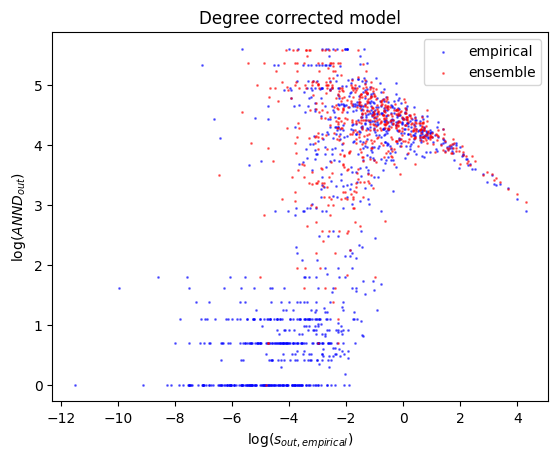 Degree corrected model
empirical
ensemble
log(ANND_out)
5
4
3
2
1
0
−12 −10 −8 −6 −4 −2 0 2 4
log(s_out, empirical)